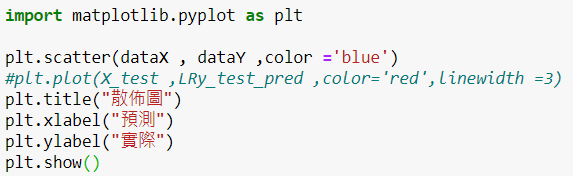 import matplotlib.pyplot as plt
plt.scatter(dataX , dataY ,color ='blue')
#plt.plot(X_test ,LRy_test_pred ,color='red',linewidth =3)
plt.title("散佈圖")
plt.xlabel("預測")
plt.ylabel("實際")
plt.show()